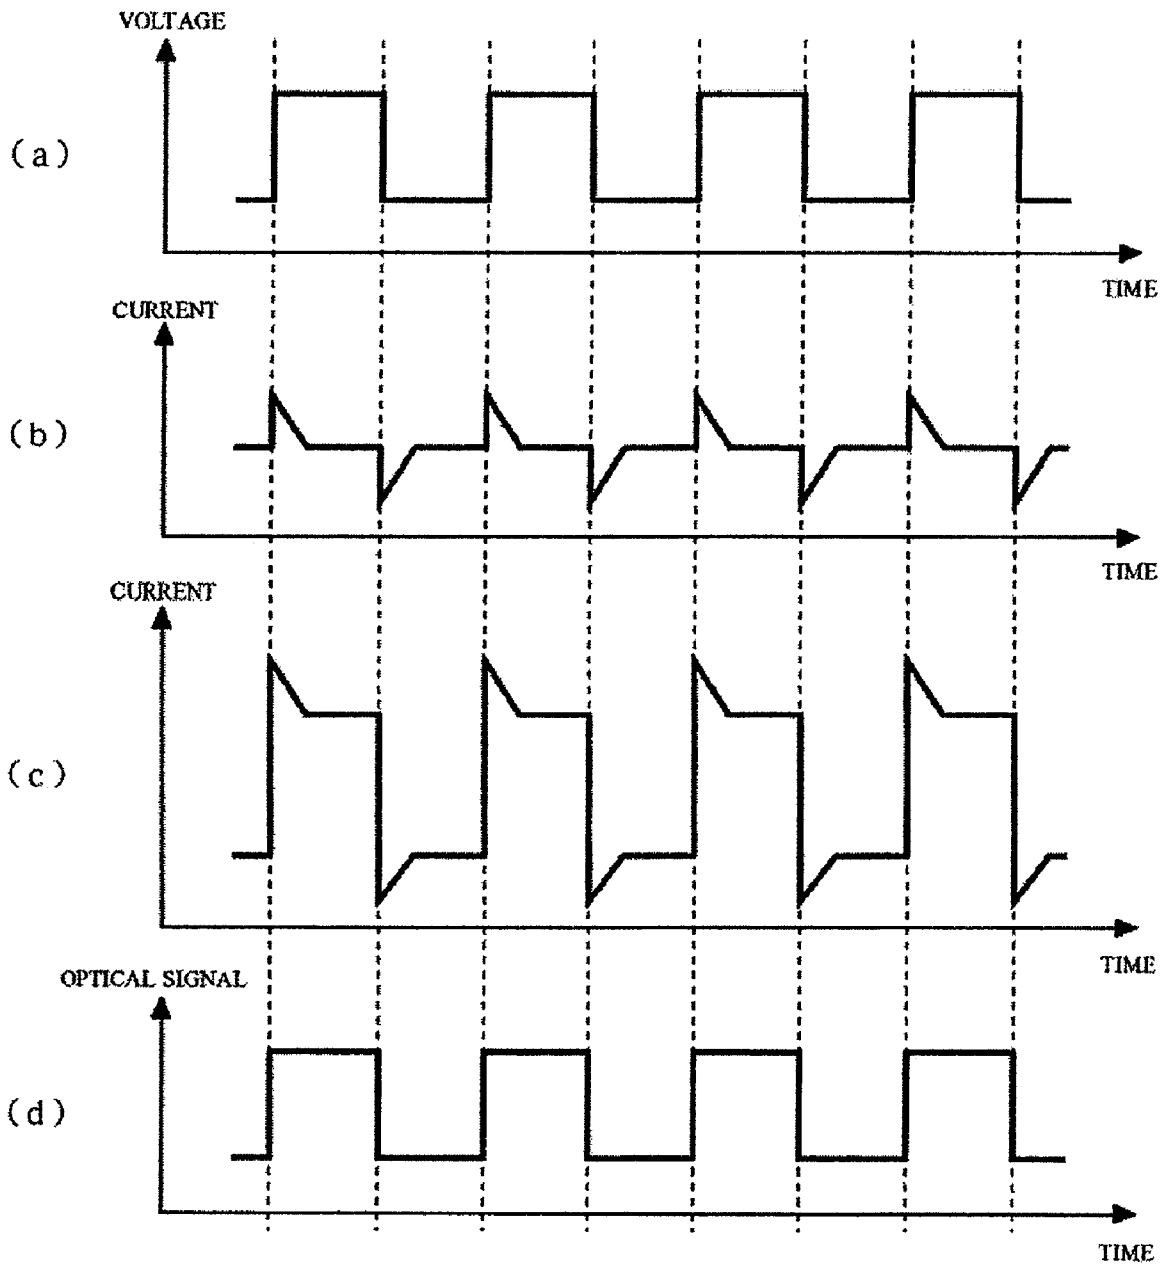 VOLTAGE
(a)
TIME
CURRENT
(b)
TIME
CURRENT
(c)
TIME
OPTICAL SIGNAL
(d)
TIME